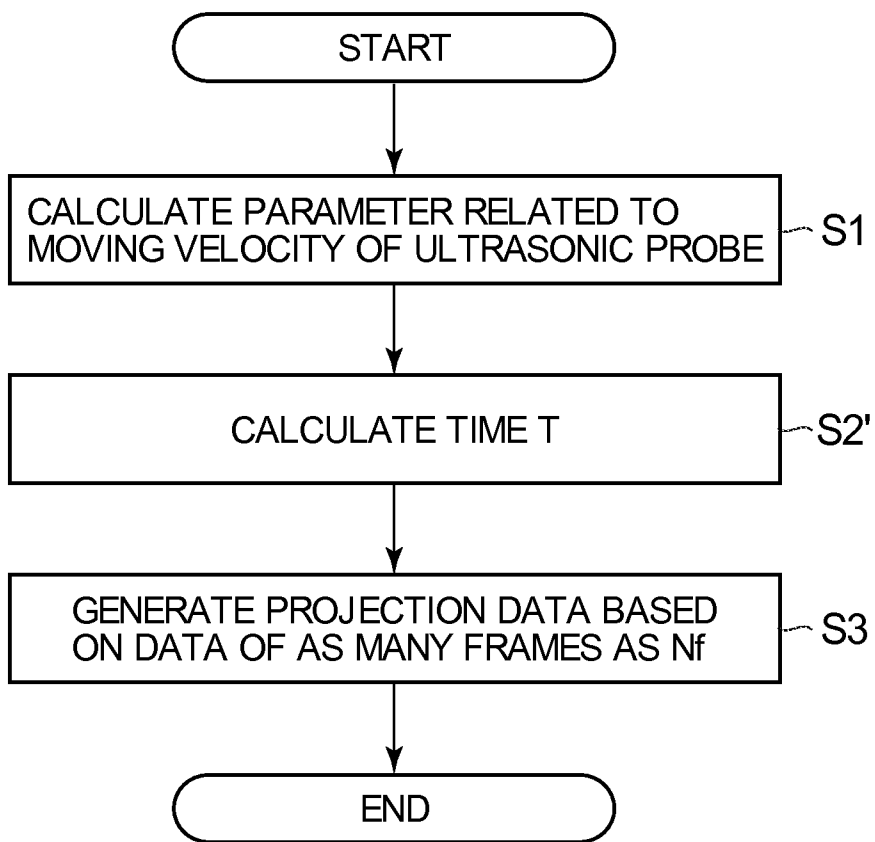 START
CALCULATE PARAMETER RELATED TO
MOVING VELOCITY OF ULTRASONIC PROBE
S1
CALCULATE TIME T
S2'
GENERATE PROJECTION DATA BASED
ON DATA OF AS MANY FRAMES AS Nf
S3
END